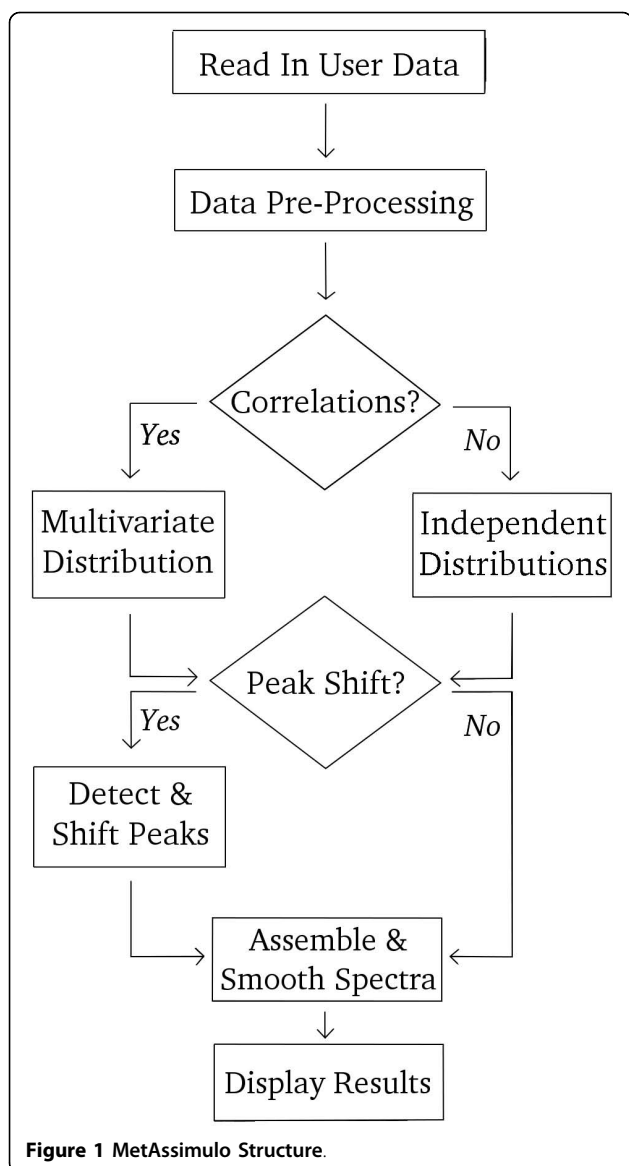 Read In User Data
Data Pre-Processing
Correlations?
Yes
No
Multivariate
Distribution
Independent
Distributions
Peak Shift?
Yes
No
Detect &
Shift Peaks
Assemble &
Smooth Spectra
Display Results
Figure 1 MetAssimulo Structure.